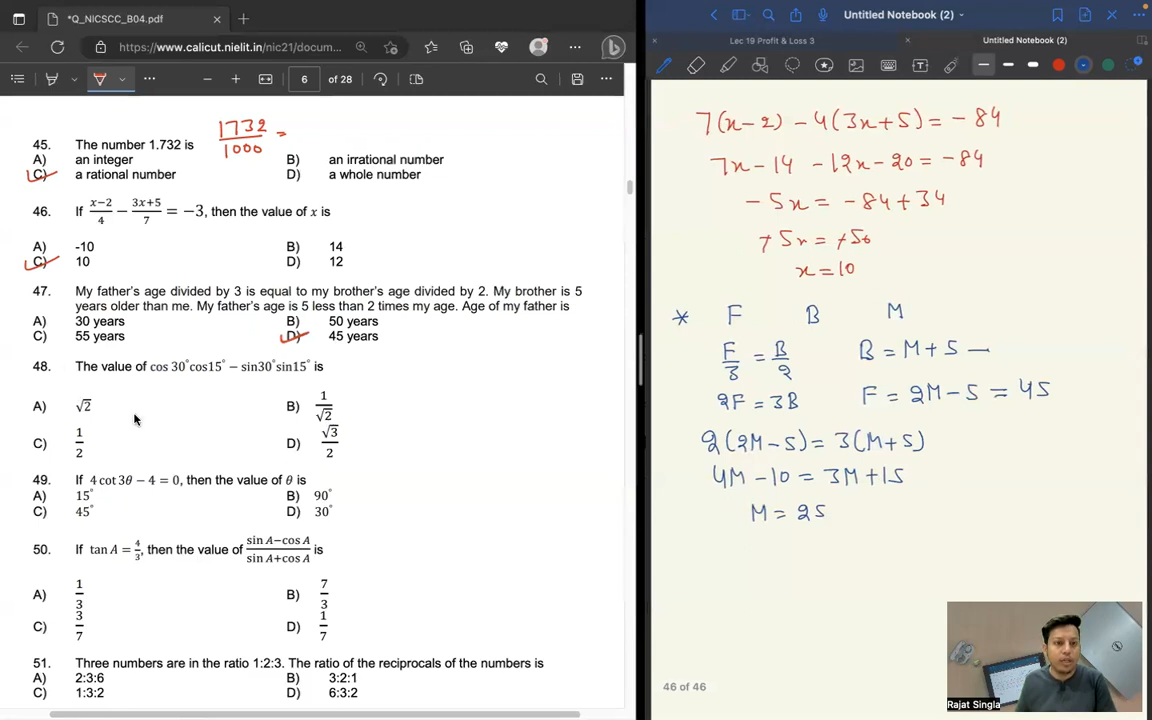 *Q_NICSCC_B04.pdf
https://www.calicut.nielit.in/nic21/docum...
6 of 28
1732
1000 =
45. The number 1.732 is
A) an integer B) an irrational number
C) a rational number D) a whole number
46. If (x−2)/4 − (3x+5)/7 = −3, then the value of x is
A) -10 B) 14
C) 10 D) 12
47. My father's age divided by 3 is equal to my brother's age divided by 2. My brother is 5
years older than me. My father's age is 5 less than 2 times my age. Age of my father is
A) 30 years B) 50 years
C) 55 years D) 45 years
48. The value of cos 30° cos15° − sin30° sin15° is
A) √2 B) 1/√2
C) 1/2 D) √3/2
49. If 4 cot 3θ − 4 = 0, then the value of θ is
A) 15° B) 90°
C) 45° D) 30°
50. If tan A = 4/3, then the value of (sin A−cos A)/(sin A+cos A) is
A) 1/3 B) 7/3
C) 3/7 D) 1/7
51. Three numbers are in the ratio 1:2:3. The ratio of the reciprocals of the numbers is
A) 2:3:6 B) 3:2:1
C) 1:3:2 D) 6:3:2
Untitled Notebook (2)
Lec 19 Profit & Loss 3 Untitled Notebook (2)
7(x−2) −4(3x+5) = −84
7x−14 −12x−20 = −84
−5x = −84+34
+5x = +50
x = 10
* F B M
F/3 = B/2 B = M+5 —
2F = 3B F = 2M−5 = 45
2(2M−5) = 3(M+5)
4M −10 = 3M+15
M = 25
46 of 46
Rajat Singla